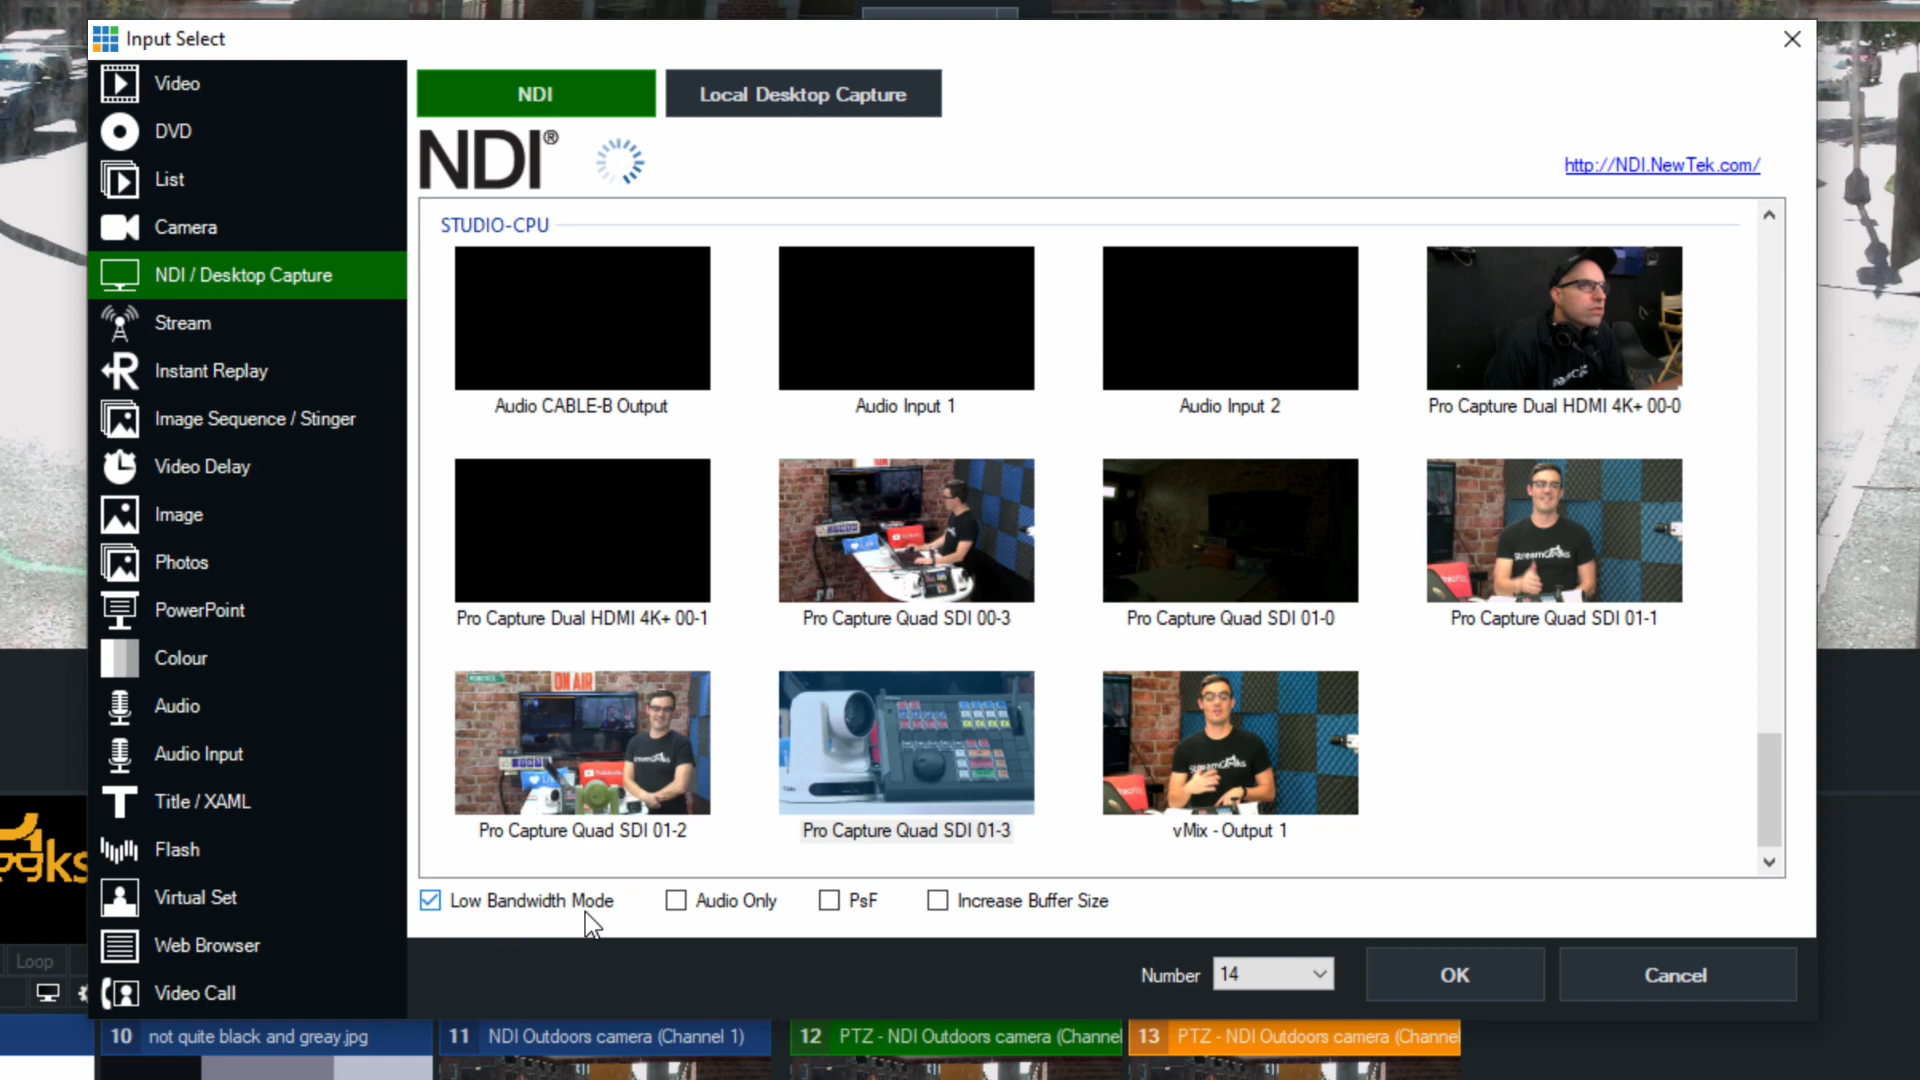 Input Select
Video
DVD
List
Camera
NDI / Desktop Capture
Stream
Instant Replay
Image Sequence / Stinger
Video Delay
Image
Photos
PowerPoint
Colour
Audio
Audio Input
Title / XAML
Flash
Virtual Set
Web Browser
Video Call
NDI
Local Desktop Capture
NDI®
http://NDI.NewTek.com/
STUDIO-CPU
Audio CABLE-B Output
Audio Input 1
Audio Input 2
Pro Capture Dual HDMI 4K+ 00-0
Pro Capture Dual HDMI 4K+ 00-1
Pro Capture Quad SDI 00-3
Pro Capture Quad SDI 01-0
Pro Capture Quad SDI 01-1
StreamGeeks
ON AIR
Pro Capture Quad SDI 01-2
Pro Capture Quad SDI 01-3
vMix - Output 1
Low Bandwidth Mode
Audio Only
PsF
Increase Buffer Size
Number
14
OK
Cancel
Loop
10 not quite black and greay.jpg
11 NDI Outdoors camera (Channel 1)
12 PTZ - NDI Outdoors camera (Channel
13 PTZ - NDI Outdoors camera (Channel